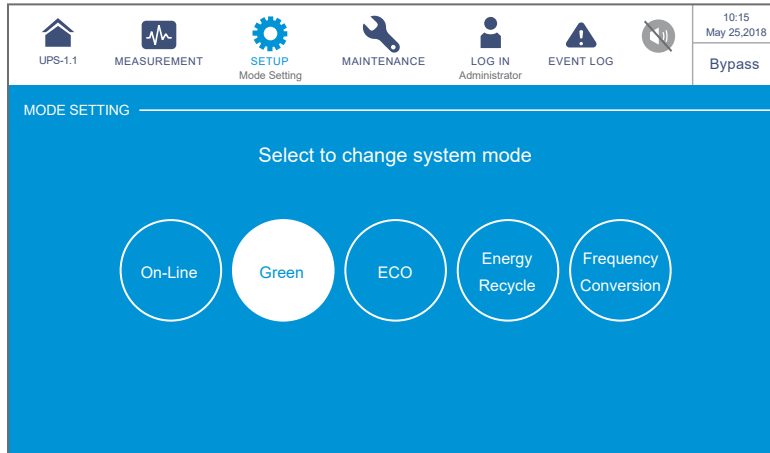 UPS-1.1
MEASUREMENT
SETUP
Mode Setting
MAINTENANCE
LOG IN
Administrator
EVENT LOG
10:15
May 25,2018
Bypass
MODE SETTING
Select to change system mode
On-Line
Green
ECO
Energy
Recycle
Frequency
Conversion